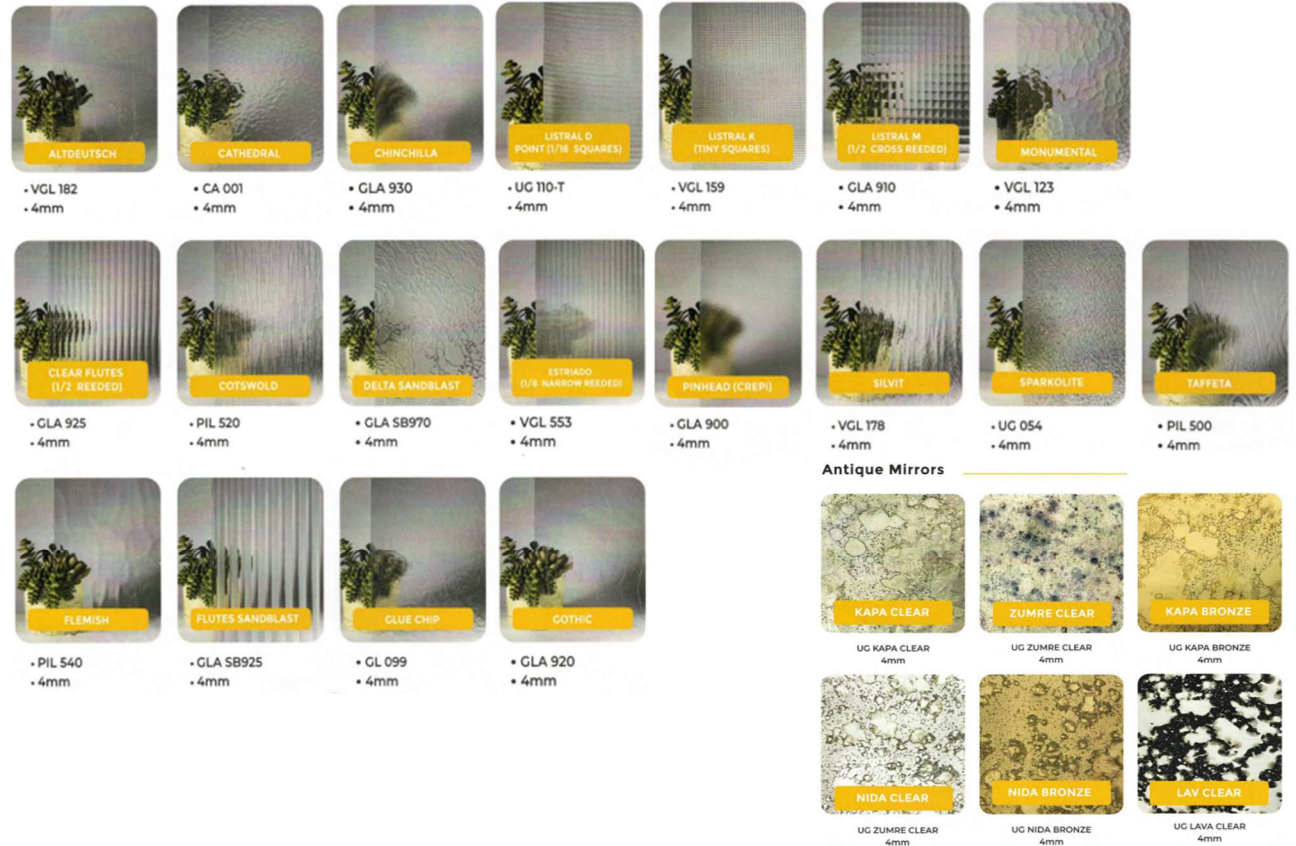 ALTDEUTSCH
• VGL 182
• 4mm
CATHEDRAL
• CA 001
• 4mm
CHINCHILLA
• GLA 930
• 4mm
LISTRAL D
POINT (1/16 SQUARES)
• UG 110-T
• 4mm
LISTRAL K
(TINY SQUARES)
• VGL 159
• 4mm
LISTRAL M
(1/2 CROSS REEDED)
• GLA 910
• 4mm
MONUMENTAL
• VGL 123
• 4mm
CLEAR FLUTES
(1/2 REEDED)
• GLA 925
• 4mm
COTSWOLD
• PIL 520
• 4mm
DELTA SANDBLAST
• GLA SB970
• 4mm
ESTRIADO
(1/8 NARROW REEDED)
• VGL 553
• 4mm
PINHEAD (CREPI)
• GLA 900
• 4mm
SILVIT
• VGL 178
• 4mm
SPARKOLITE
• UG 054
• 4mm
TAFFETA
• PIL 500
• 4mm
FLEMISH
• PIL 540
• 4mm
FLUTES SANDBLAST
• GLA SB925
• 4mm
GLUE CHIP
• GL 099
• 4mm
GOTHIC
• GLA 920
• 4mm
Antique Mirrors
KAPA CLEAR
UG KAPA CLEAR
4mm
ZUMRE CLEAR
UG ZUMRE CLEAR
4mm
KAPA BRONZE
UG KAPA BRONZE
4mm
NIDA CLEAR
UG ZUMRE CLEAR
4mm
NIDA BRONZE
UG NIDA BRONZE
4mm
LAV CLEAR
UG LAVA CLEAR
4mm